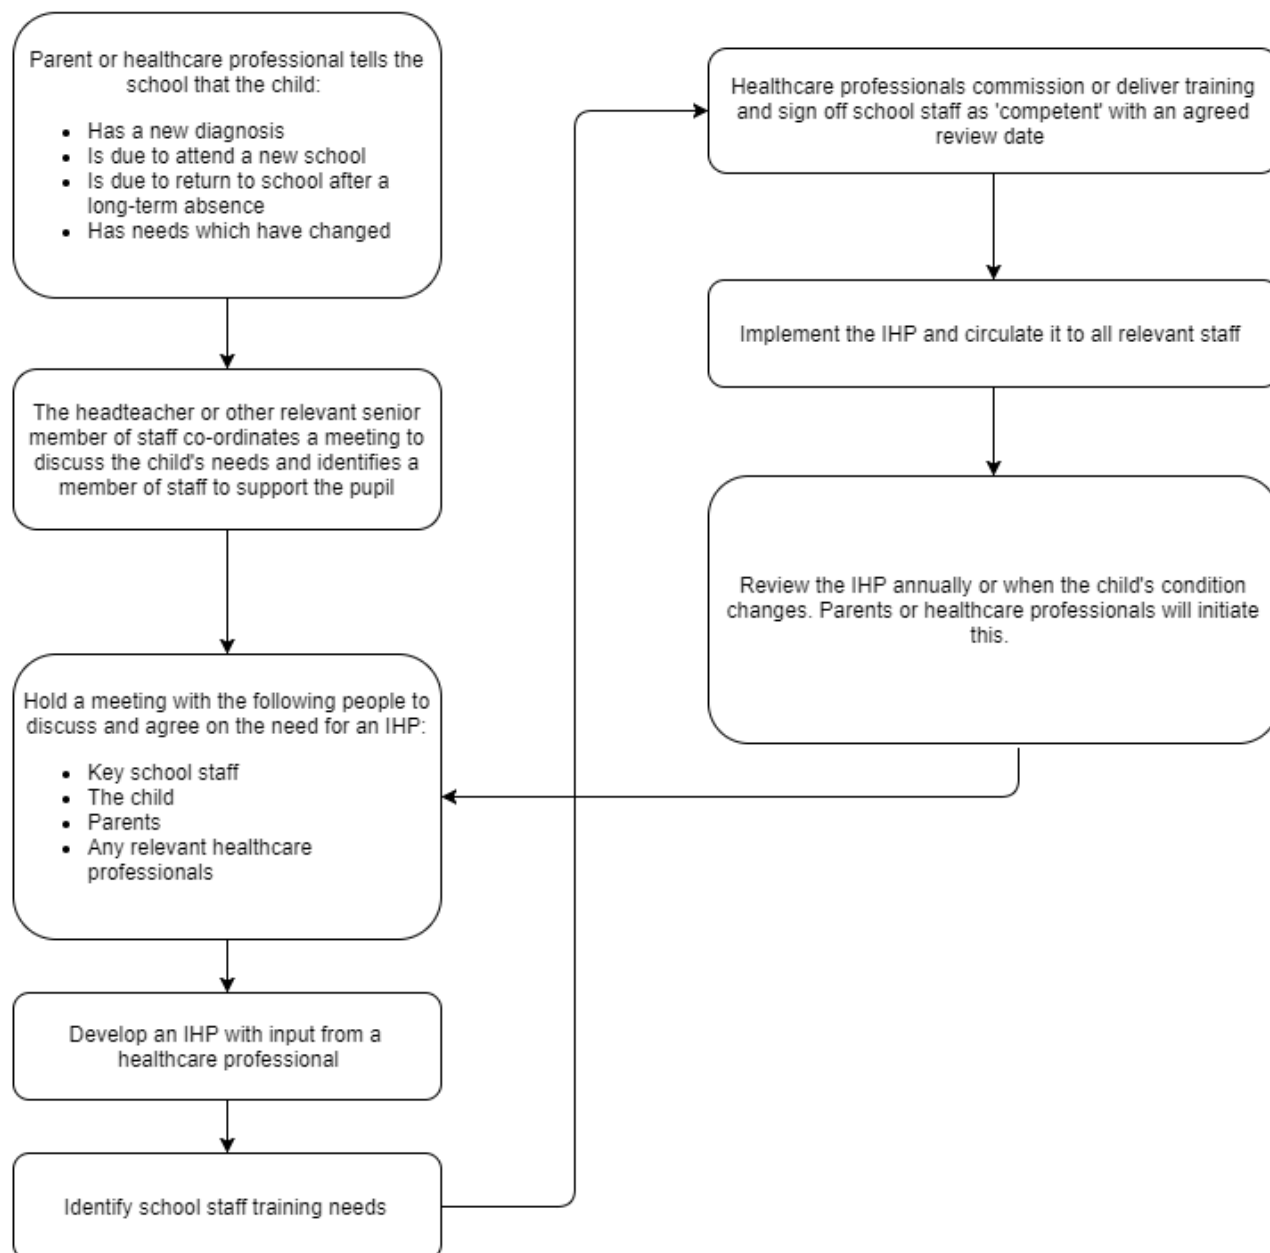 Parent or healthcare professional tells the
school that the child:
• Has a new diagnosis
• Is due to attend a new school
• Is due to return to school after a
long-term absence
• Has needs which have changed
The headteacher or other relevant senior
member of staff co-ordinates a meeting to
discuss the child's needs and identifies a
member of staff to support the pupil
Hold a meeting with the following people to
discuss and agree on the need for an IHP:
• Key school staff
• The child
• Parents
• Any relevant healthcare
professionals
Develop an IHP with input from a
healthcare professional
Identify school staff training needs
Healthcare professionals commission or deliver training
and sign off school staff as 'competent' with an agreed
review date
Implement the IHP and circulate it to all relevant staff
Review the IHP annually or when the child's condition
changes. Parents or healthcare professionals will initiate
this.